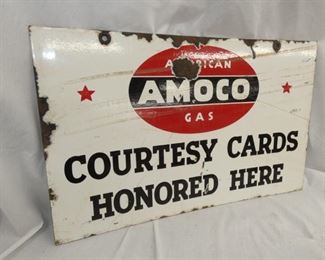 AMERICAN
AMOCO
GAS
COURTESY CARDS
HONORED HERE